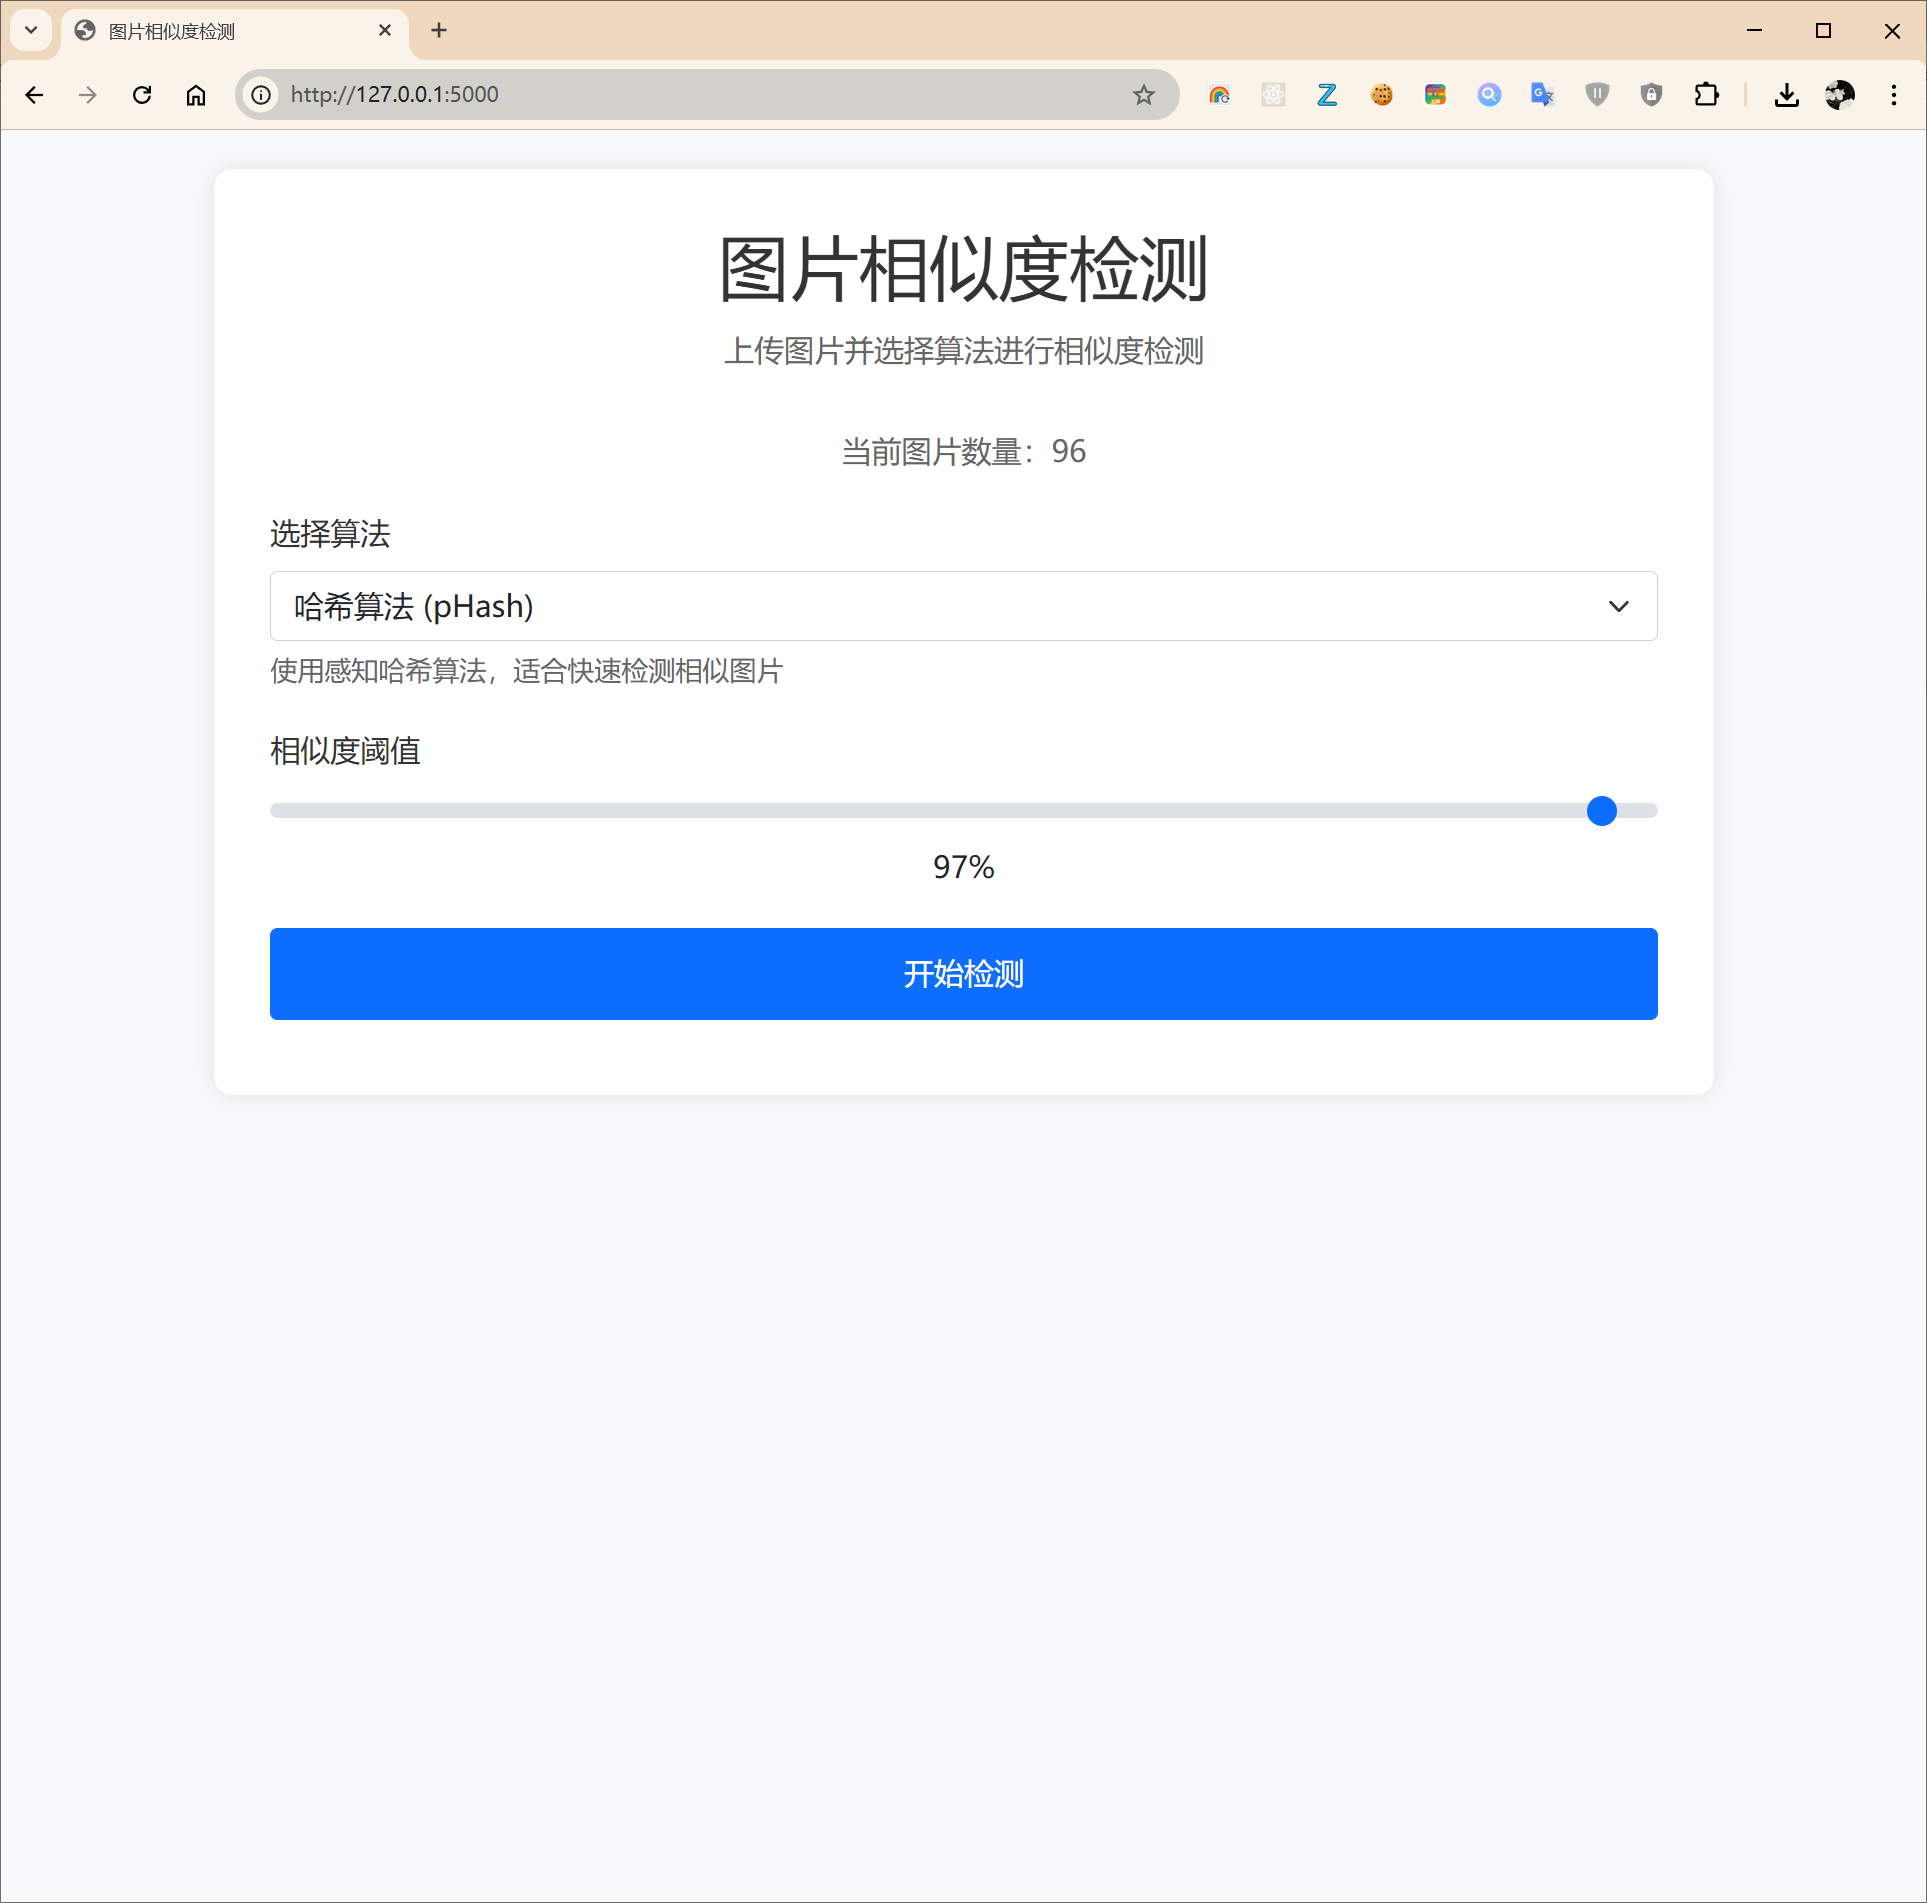 图片相似度检测
http://127.0.0.1:5000
图片相似度检测
上传图片并选择算法进行相似度检测
当前图片数量：96
选择算法
哈希算法 (pHash)
使用感知哈希算法，适合快速检测相似图片
相似度阈值
97%
开始检测